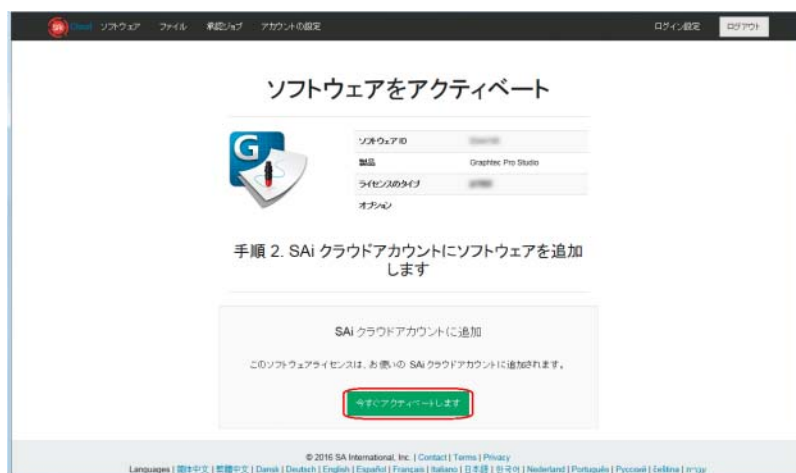 SAi Cloud ソフトウェア ファイル 承認ジョブ アカウントの設定 ログイン設定 ログアウト
ソフトウェアをアクティベート
G
ソフトウェア ID
製品 Graphtec Pro Studio
ライセンスのタイプ
オプション
手順 2. SAi クラウドアカウントにソフトウェアを追加
します
SAi クラウドアカウントに追加
このソフトウェアライセンスは、お使いの SAi クラウドアカウントに追加されます。
今すぐアクティベートします
© 2016 SA International, Inc. | Contact | Terms | Privacy
Languages | 简体中文 | 繁體中文 | Dansk | Deutsch | English | Español | Français | Italiano | 日本語 | 한국어 | Nederland | Português | Русский | čeština | עברית